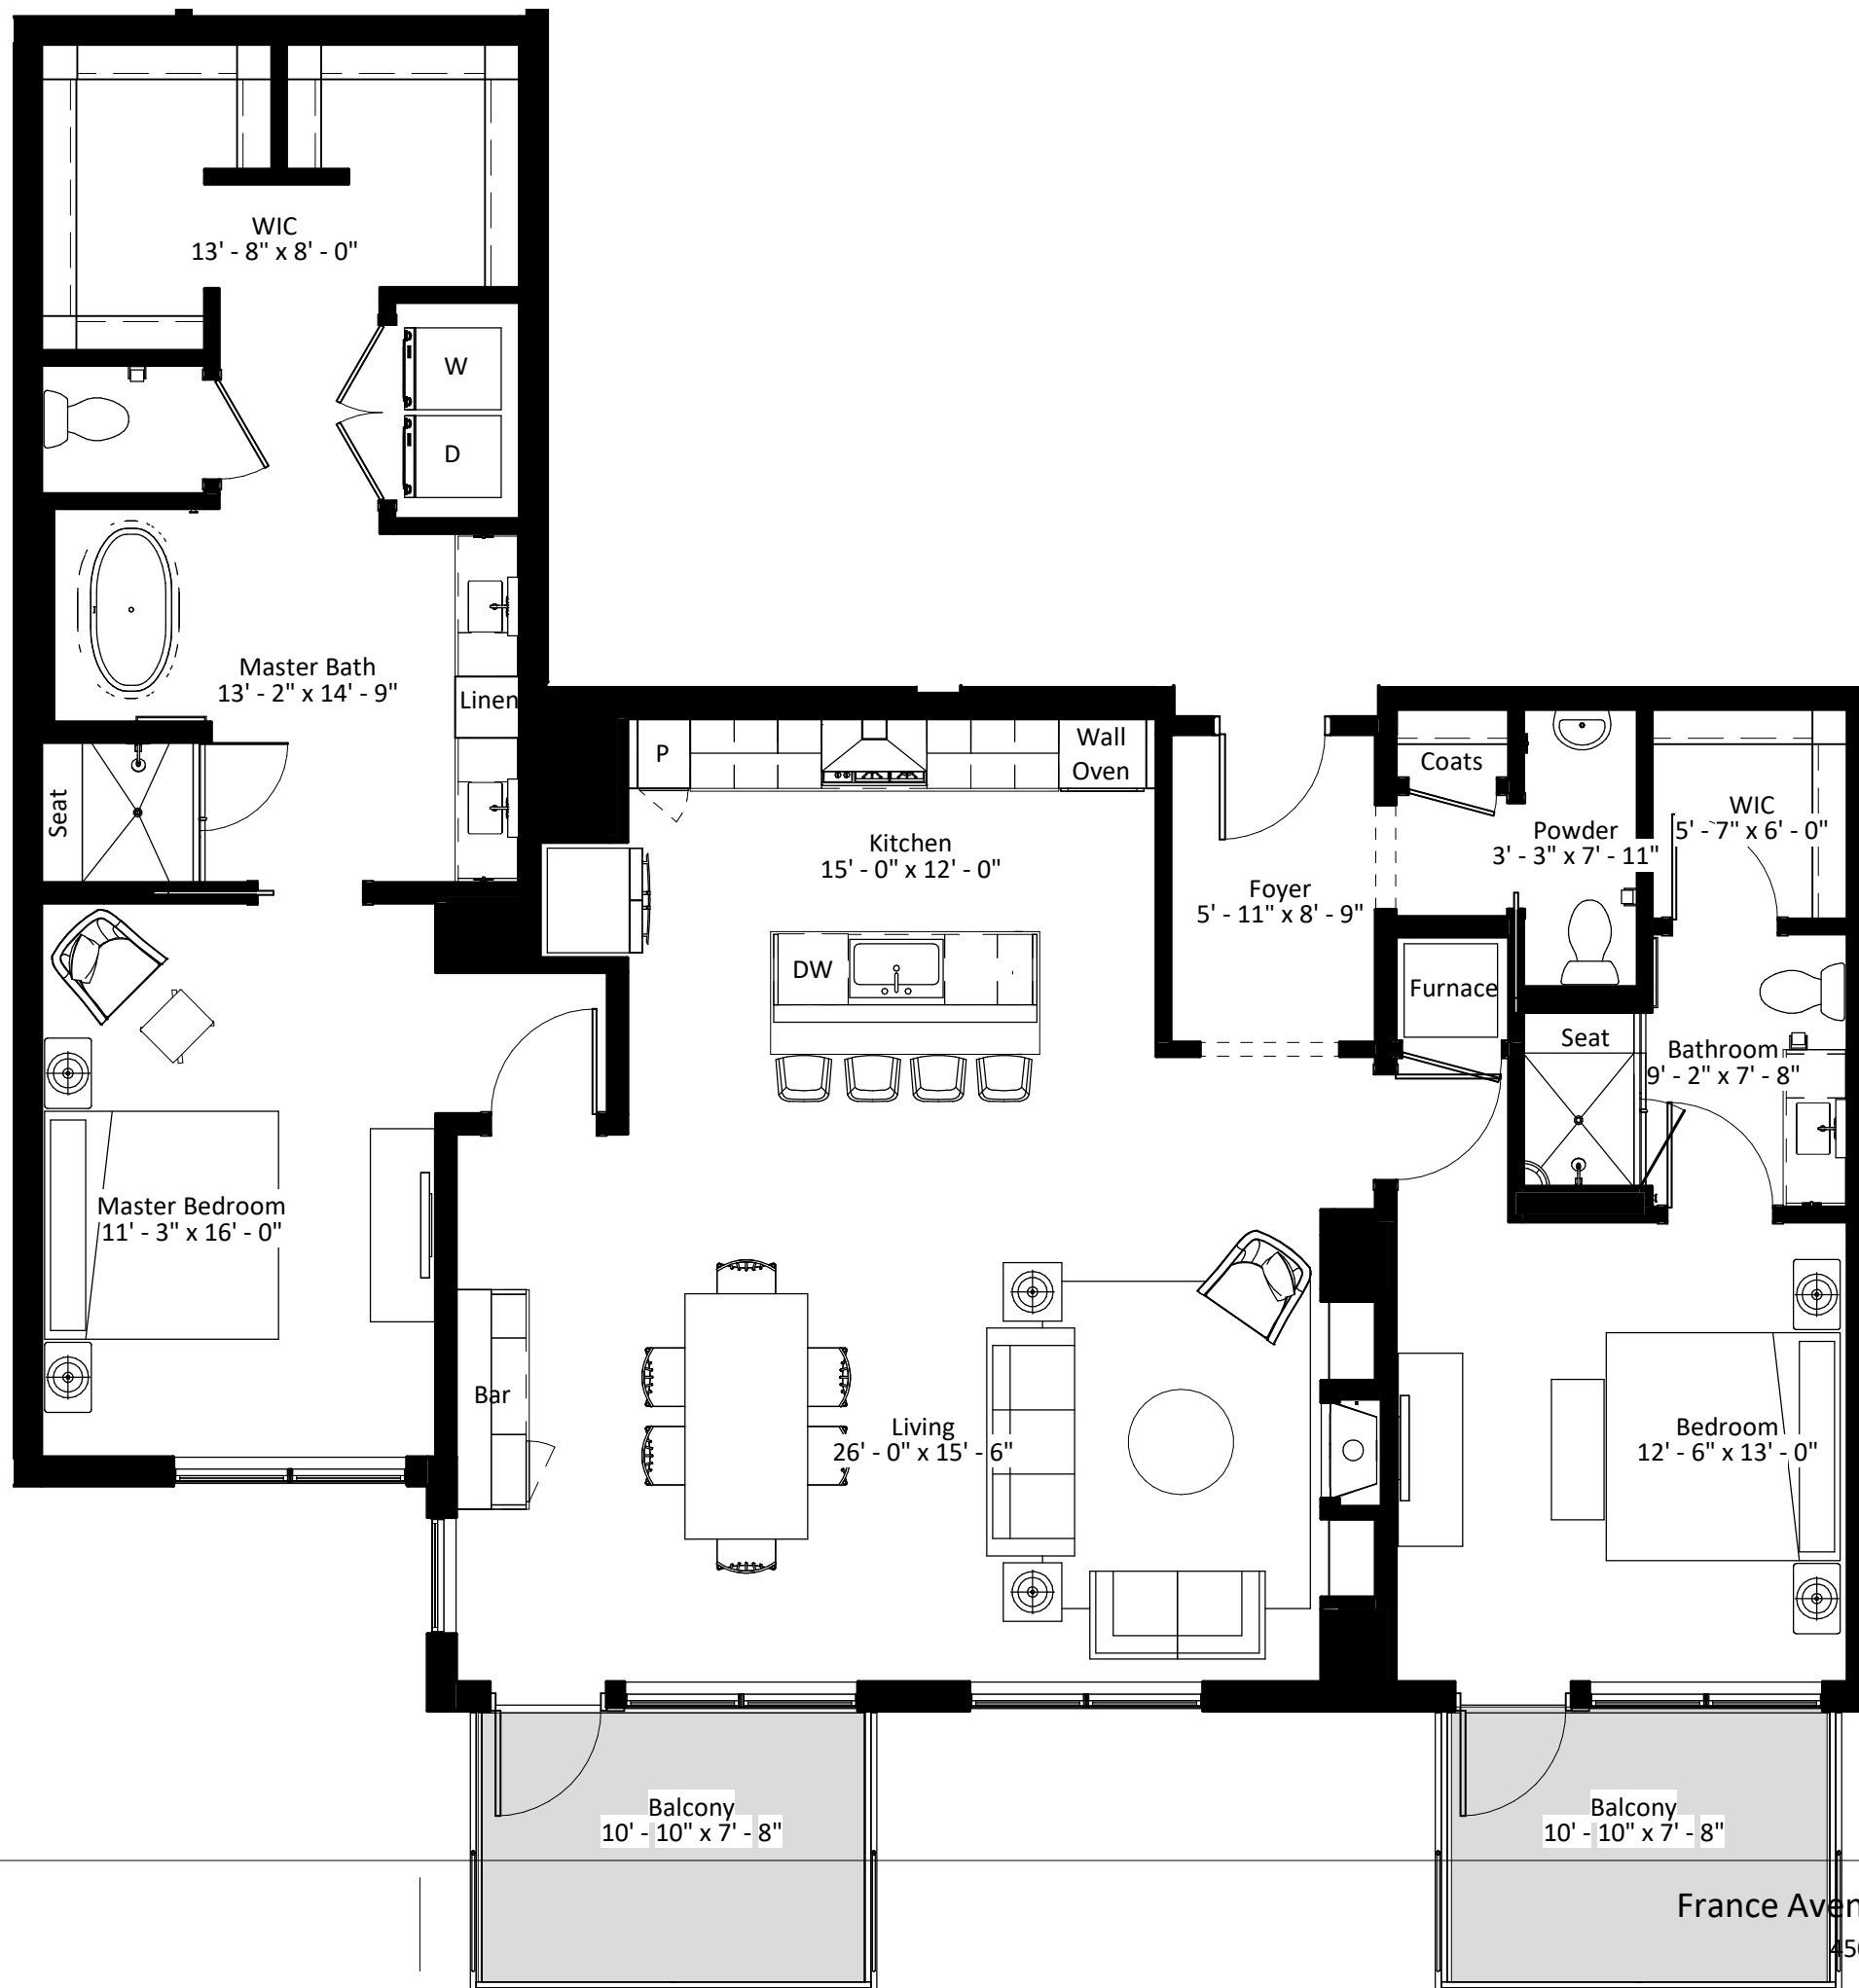 WIC
13' - 8" x 8' - 0"
W
D
Master Bath
13' - 2" x 14' - 9"
Linen
Seat
P
Wall
Oven
Kitchen
15' - 0" x 12' - 0"
Foyer
5' - 11" x 8' - 9"
Coats
Powder
3' - 3" x 7' - 11"
WIC
5' - 7" x 6' - 0"
DW
Furnace
Seat
Bathroom
9' - 2" x 7' - 8"
Master Bedroom
11' - 3" x 16' - 0"
Bar
Living
26' - 0" x 15' - 6"
Bedroom
12' - 6" x 13' - 0"
Balcony
10' - 10" x 7' - 8"
Balcony
10' - 10" x 7' - 8"
France